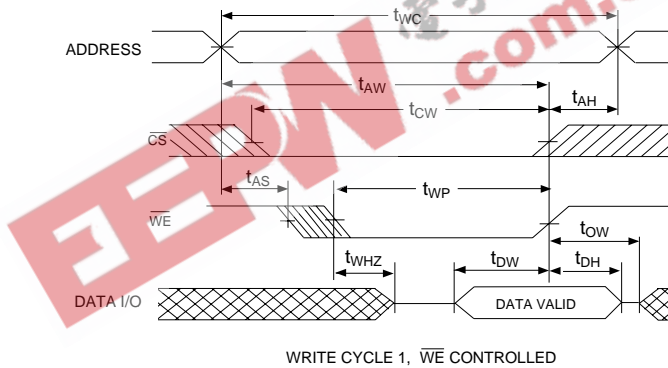 tWC
ADDRESS
tAW
tCW
tAH
CS
tAS
tWP
WE
tOW
tWHZ
tDW
tDH
DATA I/O
DATA VALID
WRITE CYCLE 1, WE CONTROLLED
EEPW
.com.c